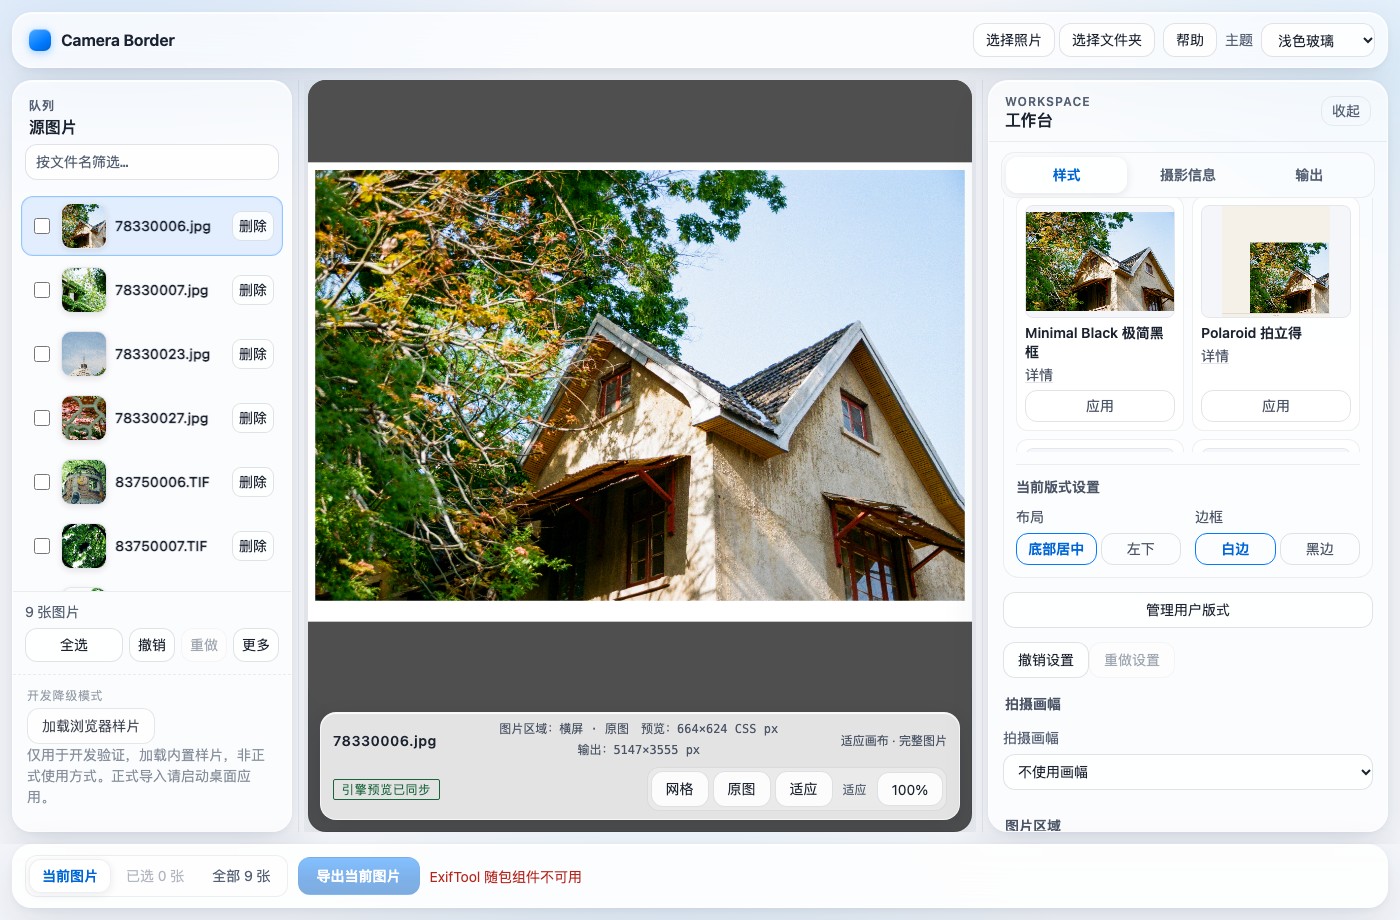 Camera Border
选择照片
选择文件夹
帮助
主题
浅色玻璃
队列
源图片
按文件名筛选…
78330006.jpg
删除
78330007.jpg
删除
78330023.jpg
删除
78330027.jpg
删除
83750006.TIF
删除
83750007.TIF
删除
9 张图片
全选
撤销
重做
更多
开发降级模式
加载浏览器样片
仅用于开发验证，加载内置样片，非正
式使用方式。正式导入请启动桌面应
用。
78330006.jpg
图片区域：横屏 · 原图 预览：664×624 CSS px
输出：5147×3555 px
适应画布 · 完整图片
引擎预览已同步
网格
原图
适应
适应
100%
WORKSPACE
工作台
收起
样式
摄影信息
输出
Minimal Black 极简黑
框
详情
应用
Polaroid 拍立得
详情
应用
当前版式设置
布局
底部居中
左下
边框
白边
黑边
管理用户版式
撤销设置
重做设置
拍摄画幅
拍摄画幅
不使用画幅
图片区域
当前图片
已选 0 张
全部 9 张
导出当前图片
ExifTool 随包组件不可用